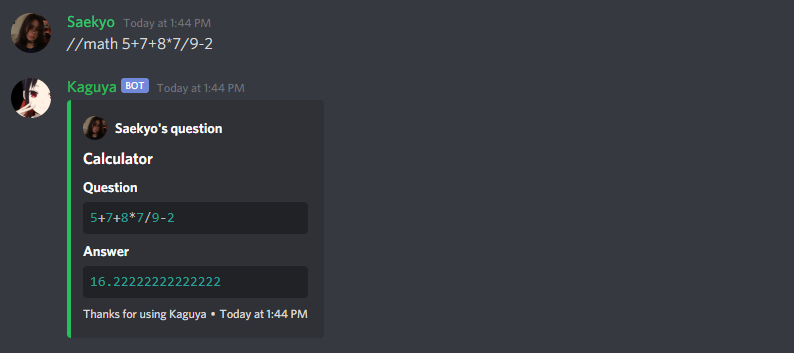 Saekyo Today at 1:44 PM
//math 5+7+8*7/9-2
Kaguya BOT Today at 1:44 PM
Saekyo's question
Calculator
Question
5+7+8*7/9-2
Answer
16.22222222222222
Thanks for using Kaguya • Today at 1:44 PM